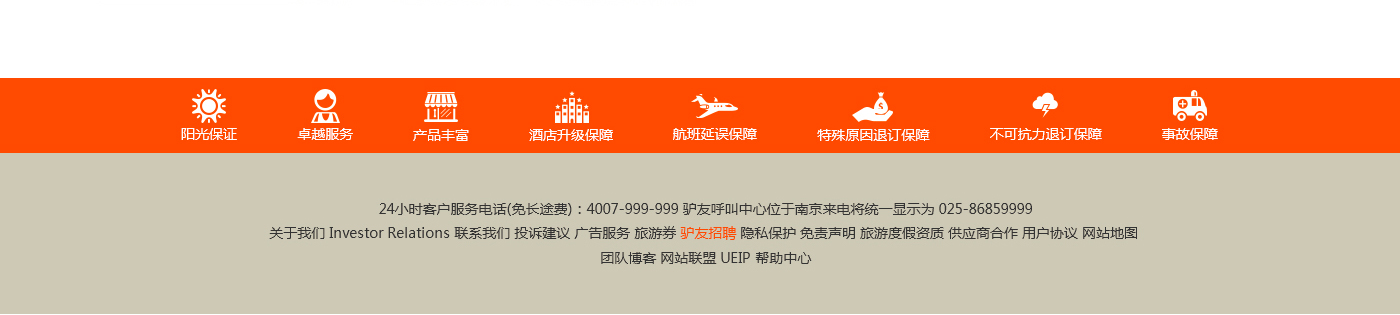 阳光保证 卓越服务 产品丰富 酒店升级保障 航班延误保障 特殊原因退订保障 不可抗力退订保障 事故保障
24小时客户服务电话(免长途费)：4007-999-999 驴友呼叫中心位于南京来电将统一显示为 025-86859999
关于我们 Investor Relations 联系我们 投诉建议 广告服务 旅游券 驴友招聘 隐私保护 免责声明 旅游度假资质 供应商合作 用户协议 网站地图
团队博客 网站联盟 UEIP 帮助中心